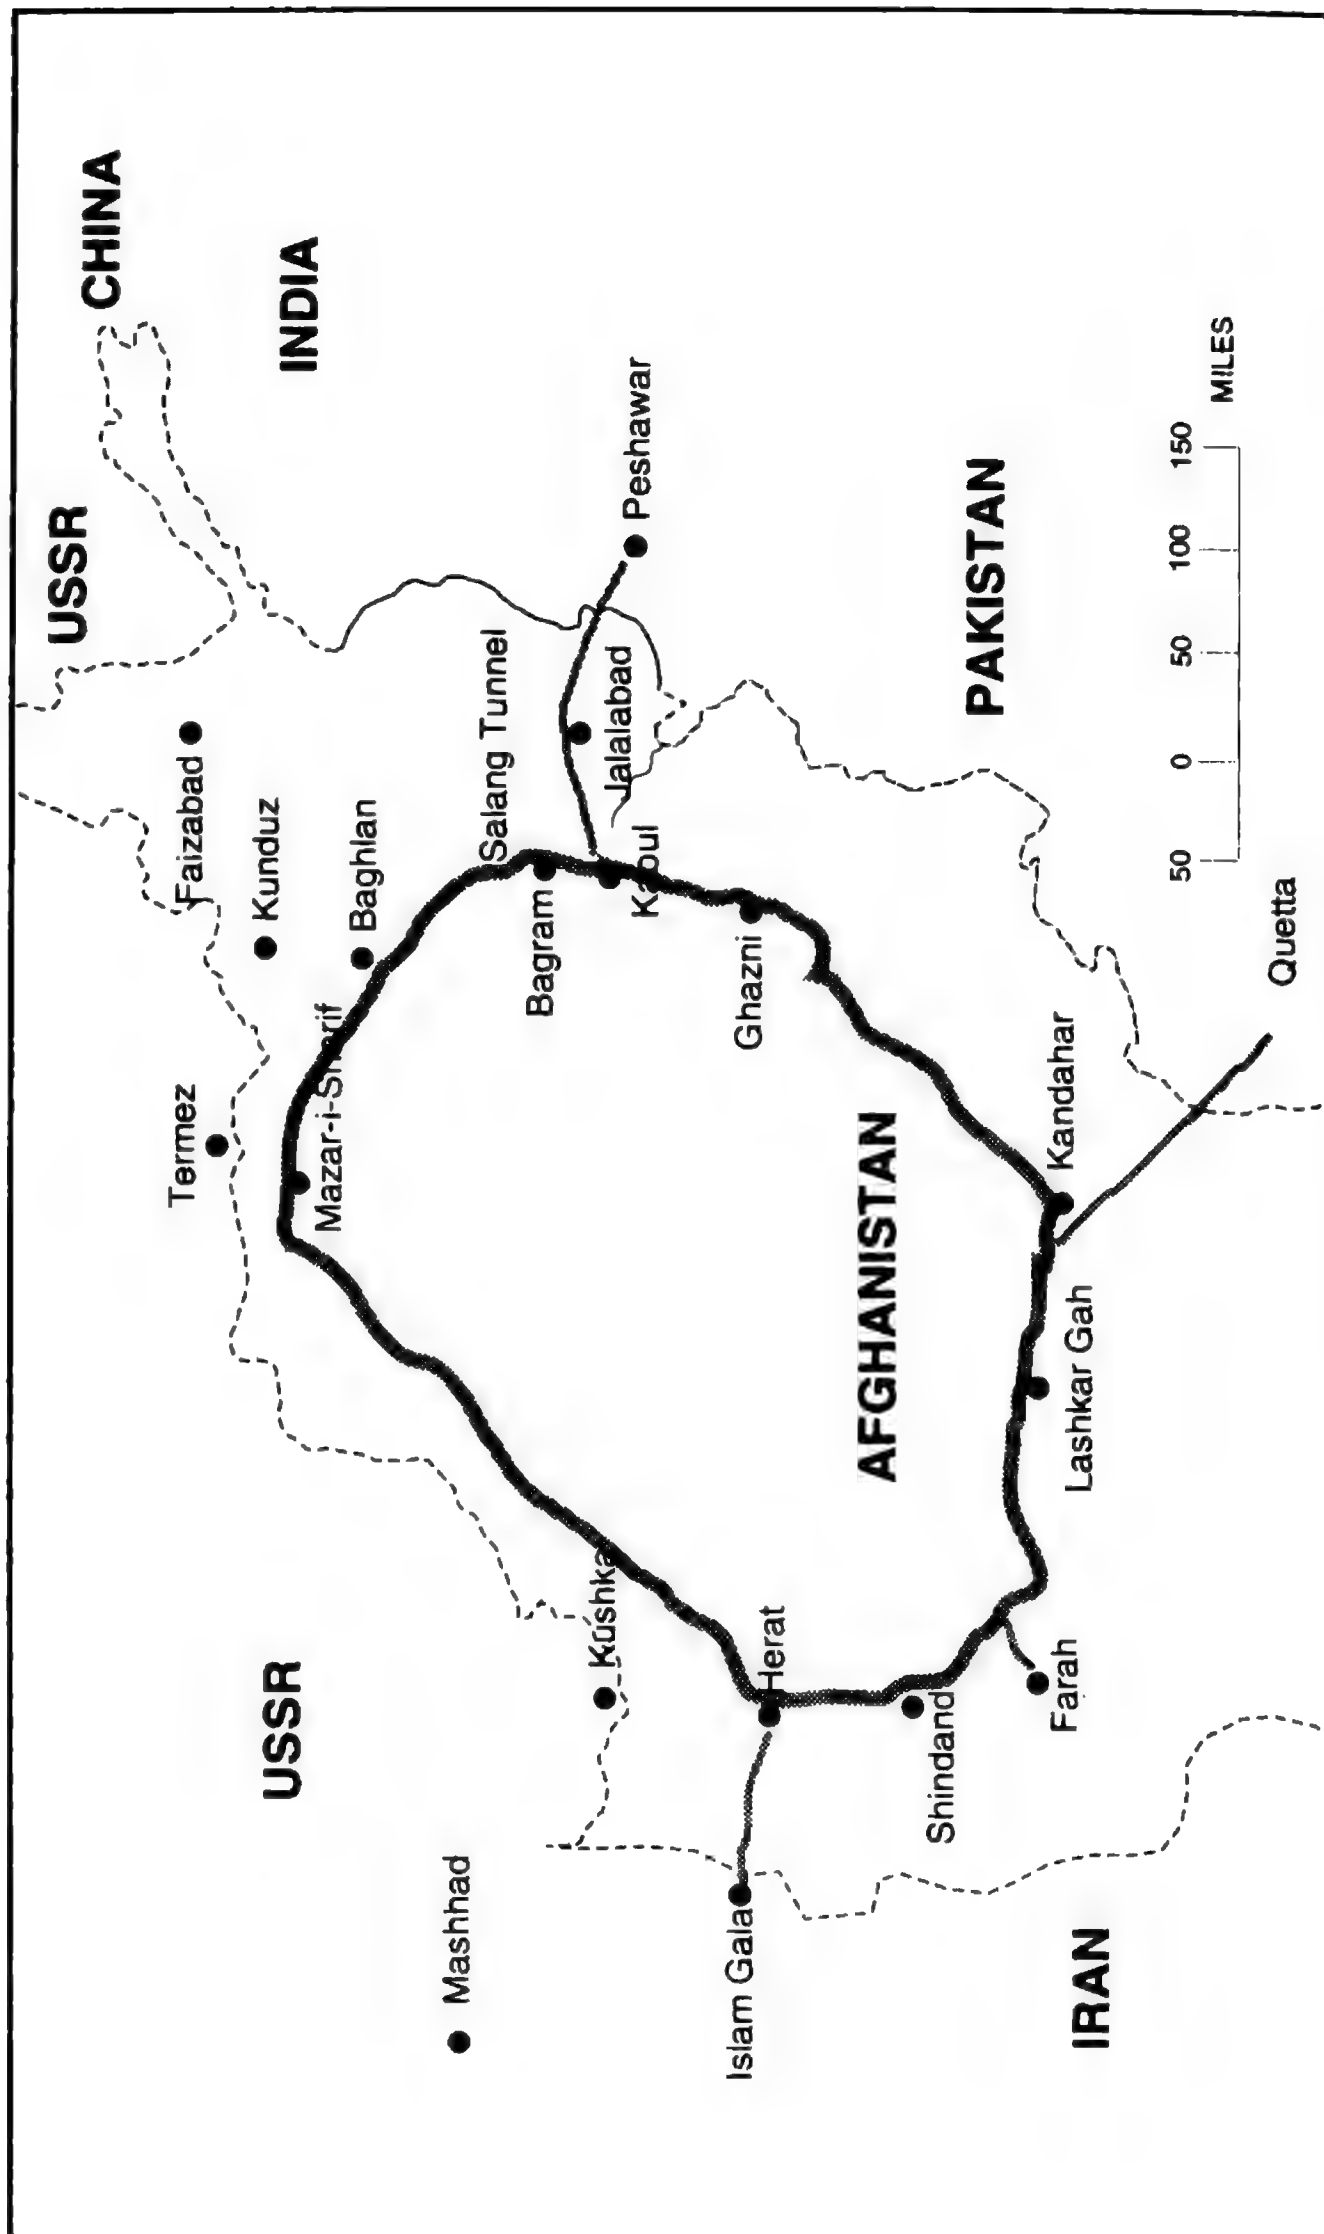 CHINA
USSR
INDIA
Faizabad
Kunduz
Termez
Baghlan
Mazar-i-Sharif
Salang Tunnel
Peshawar
Jalalabad
Bagram
Kabul
Ghazni
USSR
Mashhad
Kushka
Herat
Islam Gala
AFGHANISTAN
PAKISTAN
Shindand
Kandahar
Lashkar Gah
Farah
IRAN
Quetta
50 0 50 100 150
MILES